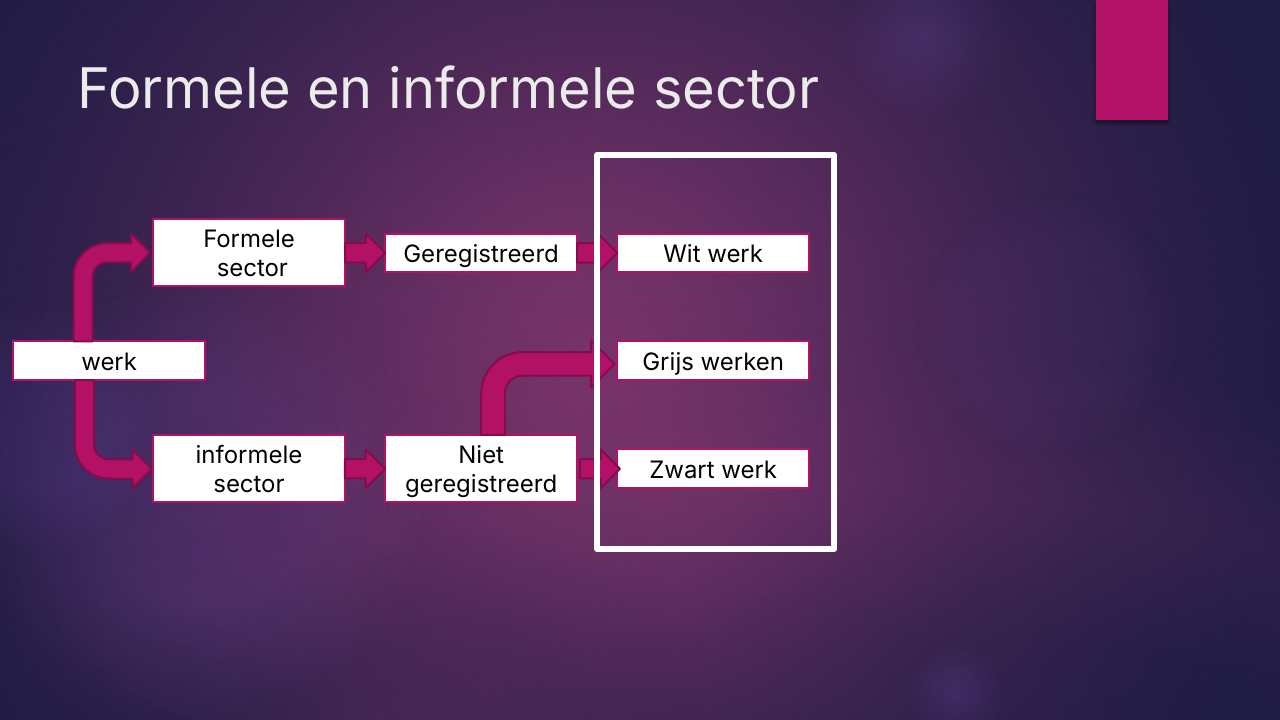 Formele en informele sector
Formele
sector
Geregistreerd
Wit werk
werk
Grijs werken
informele
sector
Niet
geregistreerd
Zwart werk